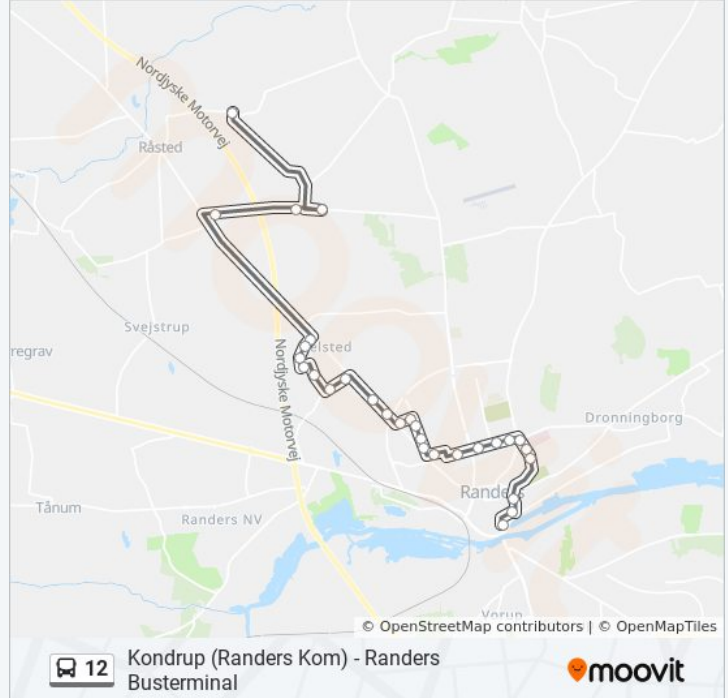 Nordjyske Motorvej
Råsted
Svejstrup
elsted
regrav
Nordjyske Motorvej
Dronningborg
Randers
Tånum
Randers NV
Vorup
© OpenStreetMap contributors | © OpenMapTiles
12
Kondrup (Randers Kom) - Randers
Busterminal
moovit